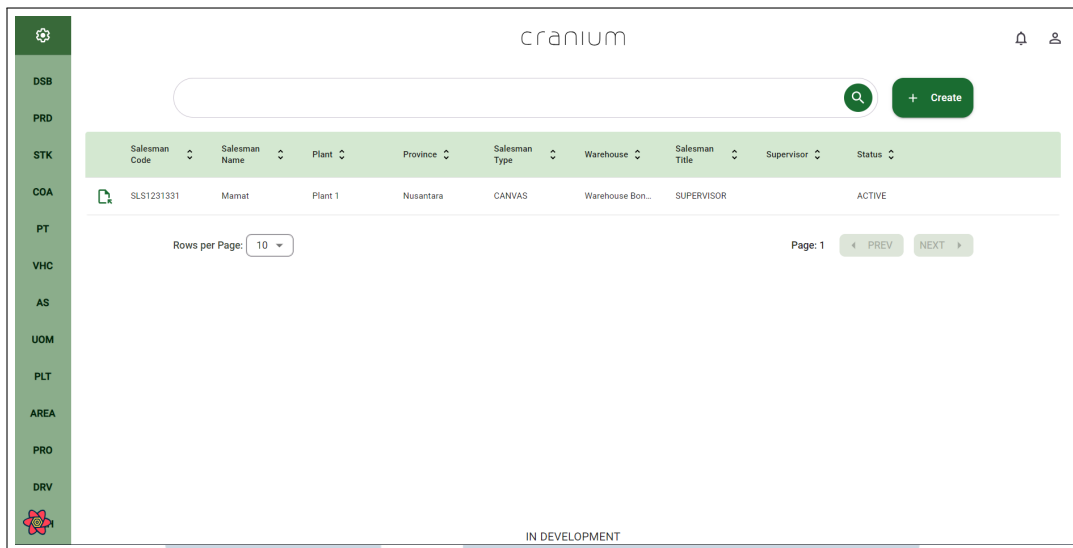 cranium
DSB
PRD
STK
COA
PT
VHC
AS
UOM
PLT
AREA
PRO
DRV
+ Create
Salesman Code Salesman Name Plant Province Salesman Type Warehouse Salesman Title Supervisor Status
SLS1231331 Mamat Plant 1 Nusantara CANVAS Warehouse Bon... SUPERVISOR ACTIVE
Rows per Page: 10 Page: 1 PREV NEXT
IN DEVELOPMENT